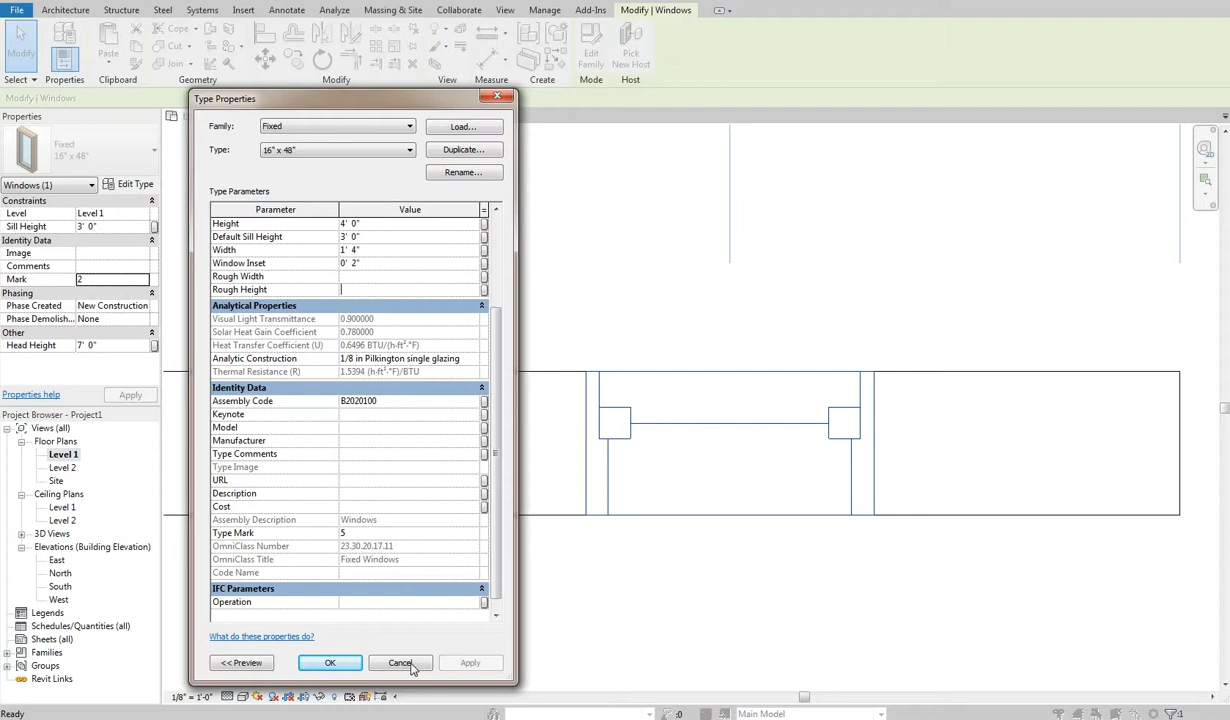 File Architecture Structure Steel Systems Insert Annotate Analyze Massing & Site Collaborate View Manage Add-Ins Modify | Windows
Modify
Paste
Cope
Cut
Join
Edit Family
Pick New Host
Select Properties Clipboard Geometry Modify View Measure Create Mode Host
Modify | Windows
Properties
Fixed
16" x 48"
Windows (1) Edit Type
Constraints
Level Level 1
Sill Height 3' 0"
Identity Data
Image
Comments
Mark 2
Phasing
Phase Created New Construction
Phase Demolish... None
Other
Head Height 7' 0"
Properties help Apply
Project Browser - Project1
Views (all)
Floor Plans
Level 1
Level 2
Site
Ceiling Plans
Level 1
Level 2
3D Views
Elevations (Building Elevation)
East
North
South
West
Legends
Schedules/Quantities (all)
Sheets (all)
Families
Groups
Revit Links
Type Properties
Family: Fixed Load...
Type: 16" x 48" Duplicate...
Rename...
Type Parameters
Parameter Value =
Height 4' 0"
Default Sill Height 3' 0"
Width 1' 4"
Window Inset 0' 2"
Rough Width
Rough Height
Analytical Properties
Visual Light Transmittance 0.900000
Solar Heat Gain Coefficient 0.780000
Heat Transfer Coefficient (U) 0.6496 BTU/(h·ft²·°F)
Analytic Construction 1/8 in Pilkington single glazing
Thermal Resistance (R) 1.5394 (h·ft²·°F)/BTU
Identity Data
Assembly Code B2020100
Keynote
Model
Manufacturer
Type Comments
Type Image
URL
Description
Cost
Assembly Description Windows
Type Mark 5
OmniClass Number 23.30.20.17.11
OmniClass Title Fixed Windows
Code Name
IFC Parameters
Operation
What do these properties do?
<< Preview OK Cancel Apply
2D
1/8" = 1'-0"
Ready :0 Main Model :1